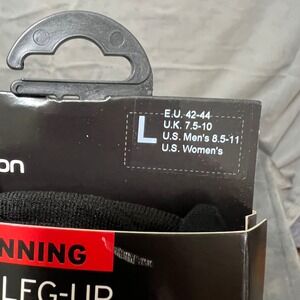 L
E.U. 42-44
U.K. 7.5-10
U.S. Men's 8.5-11
U.S. Women's
on
NNING
LEG-UP